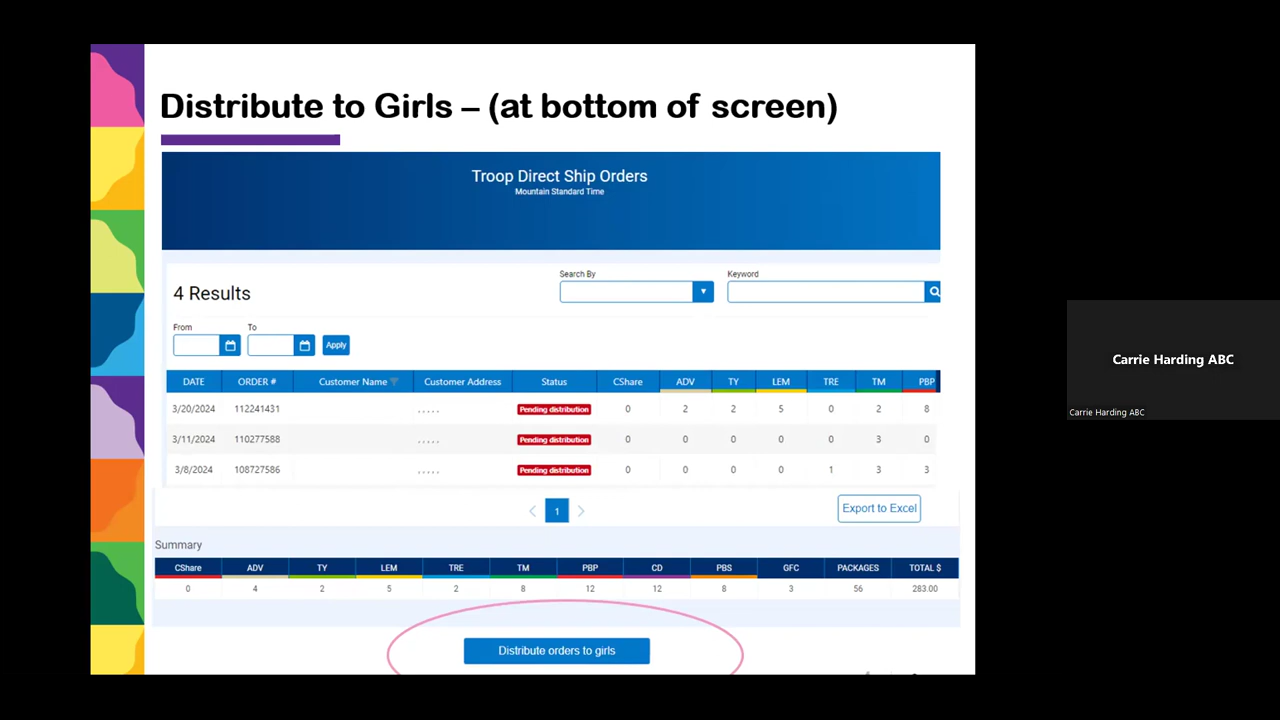 Distribute to Girls – (at bottom of screen)
Troop Direct Ship Orders
Mountain Standard Time
Search By
Keyword
4 Results
From To
Apply
DATE ORDER # Customer Name Customer Address Status CShare ADV TY LEM TRE TM PBP
3/20/2024 112241431 , , , , , Pending distribution 0 2 2 5 0 2 8
3/11/2024 110277588 , , , , , Pending distribution 0 0 0 0 0 3 0
3/8/2024 108727586 , , , , , Pending distribution 0 0 0 0 1 3 3
1
Export to Excel
Summary
CShare ADV TY LEM TRE TM PBP CD PBS GFC PACKAGES TOTAL $
0 4 2 5 2 8 12 12 8 3 56 283.00
Distribute orders to girls
Carrie Harding ABC
Carrie Harding ABC